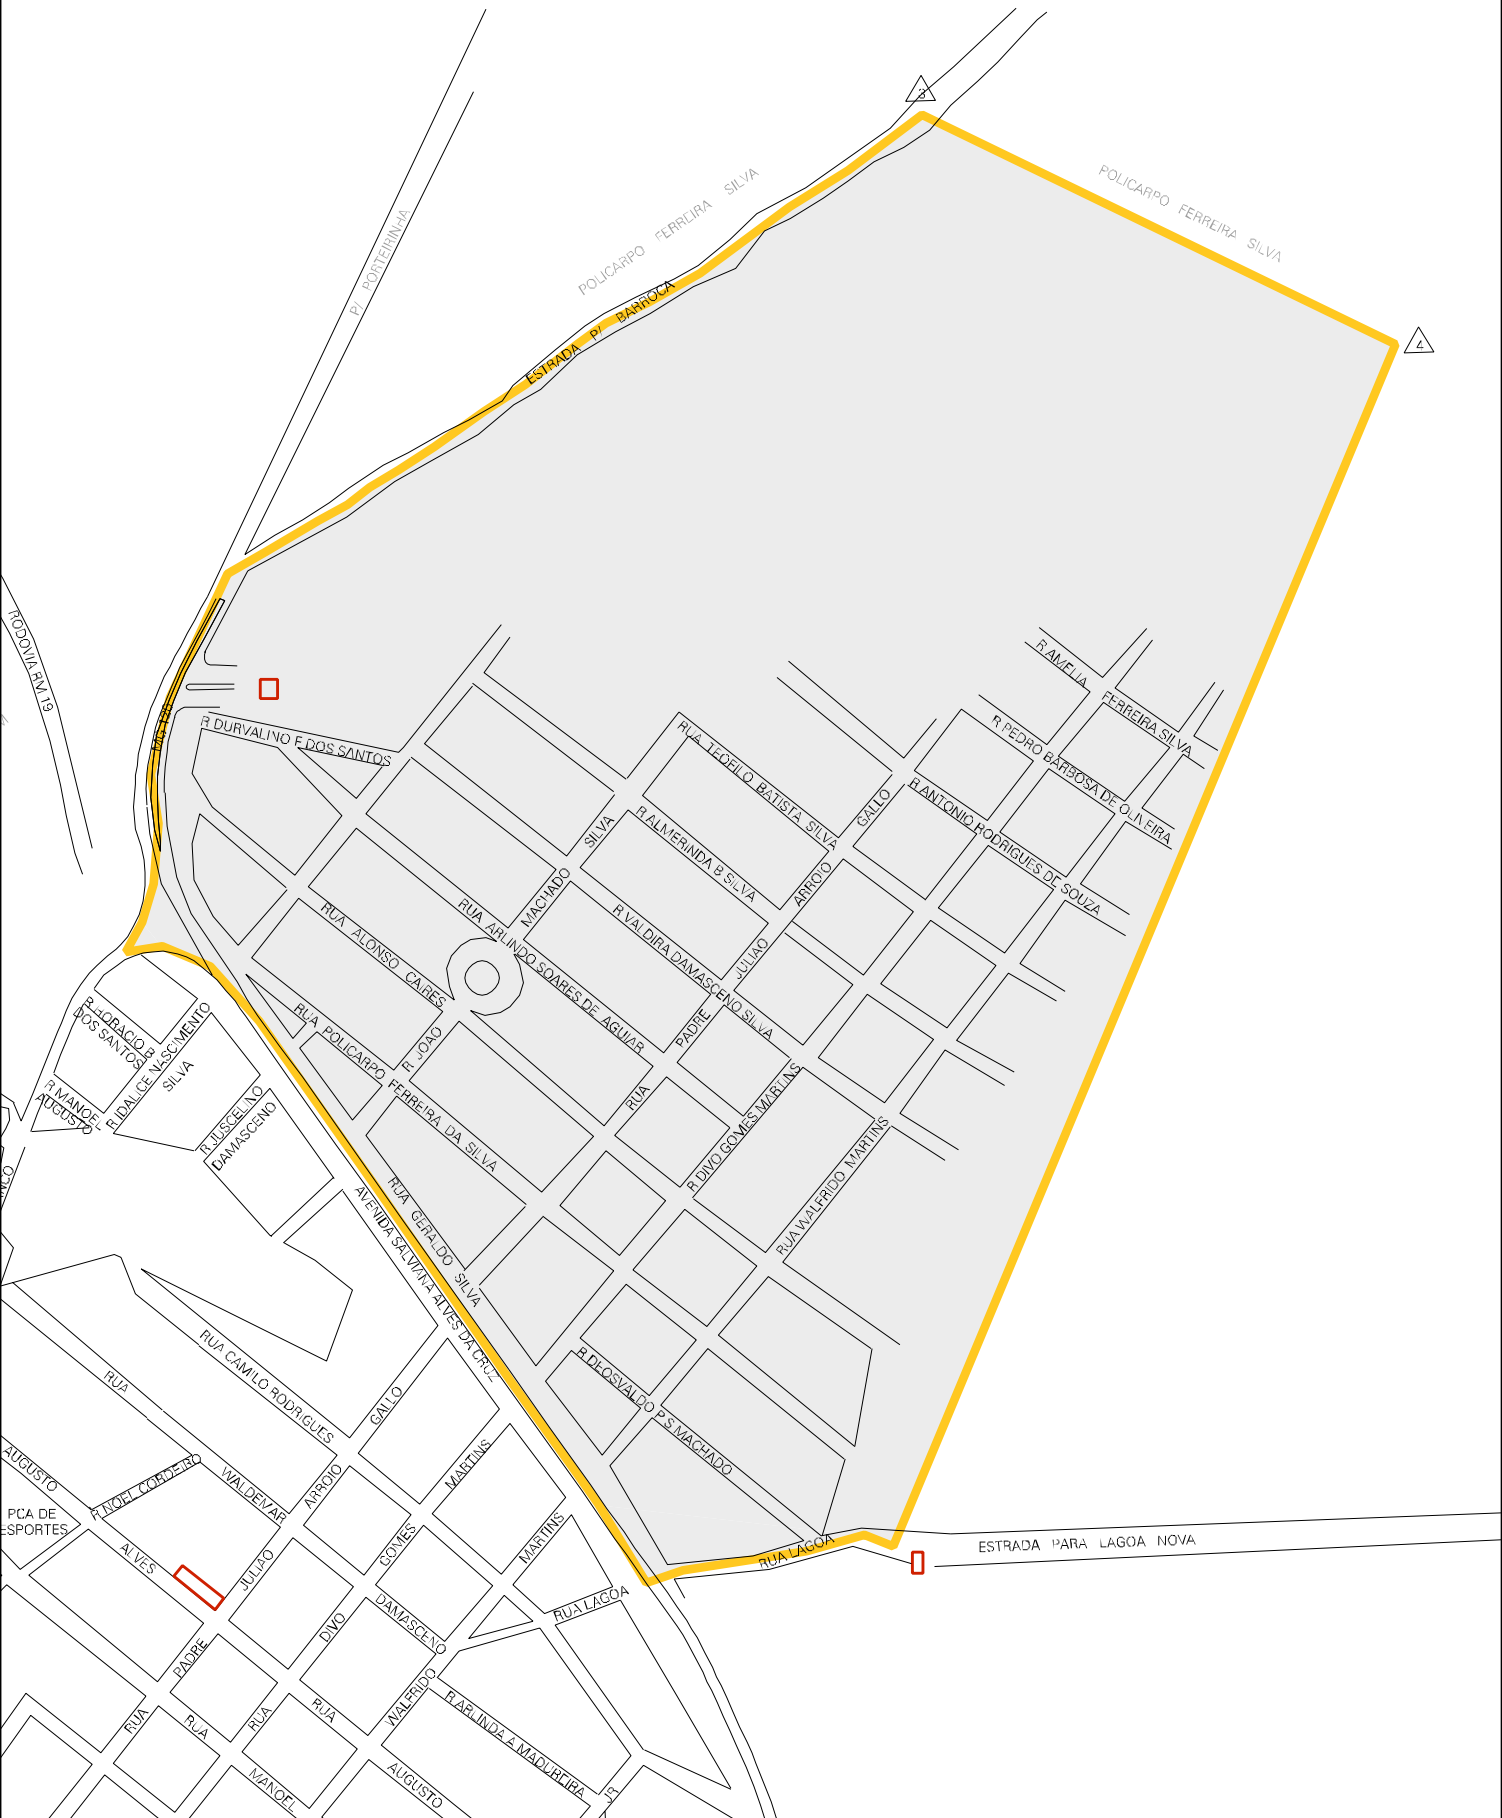 3
POLICARPO FERREIRA SILVA
POLICARPO FERREIRA SILVA
P/ PORTEIRINHA
ESTRADA P/ BARROCA
4
RODOVIA RM 19
MG 120
R DURVALINO F DOS SANTOS
R AMELIA FERREIRA SILVA
R PEDRO BARBOSA DE OLIVEIRA
RUA TEOFILO BATISTA SILVA
R ANTONIO RODRIGUES DE SOUZA
R ALMERINDA B SILVA
R VALDIRA DAMASCENO SILVA
RUA ARLINDO SOARES DE AGUIAR
RUA ALONSO CAIRES
RUA POLICARPO FERREIRA DA SILVA
R JOAO MACHADO SILVA
RUA PADRE JULIAO ARROIO GALLO
R DIVO GOMES MARTINS
RUA WALFRIDO MARTINS
R HORACIO B
DOS SANTOS
R IDALCE NASCIMENTO
SILVA
R MANOEL
AUGUSTO
R JUSCELINO
DAMASCENO
NCO
RUA GERALDO SILVA
AVENIDA SALVIANA ALVES DA CRUZ
R DEOSVALDO P S MACHADO
RUA LAGOA
ESTRADA PARA LAGOA NOVA
RUA CAMILO RODRIGUES
RUA WALDEMAR DAMASCENO
R NOEL CORDEIRO
AUGUSTO ALVES
PCA DE
ESPORTES
RUA PADRE JULIAO ARROIO GALLO
RUA DIVO GOMES MARTINS
WALFRIDO MARTINS
RUA LAGOA
R ARLINDA A MADUREIRA
RUA MANOEL
RUA AUGUSTO
JR